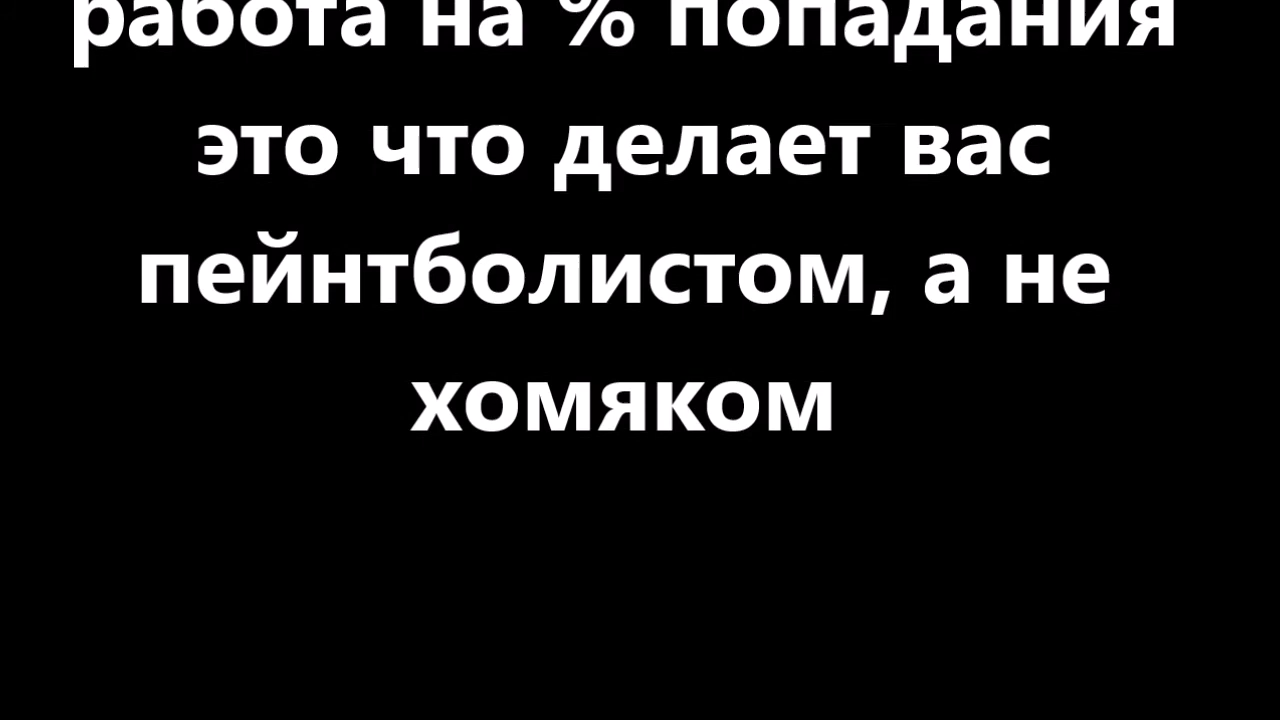 работа на % попадания
это что делает вас
пейнтболистом, а не
хомяком